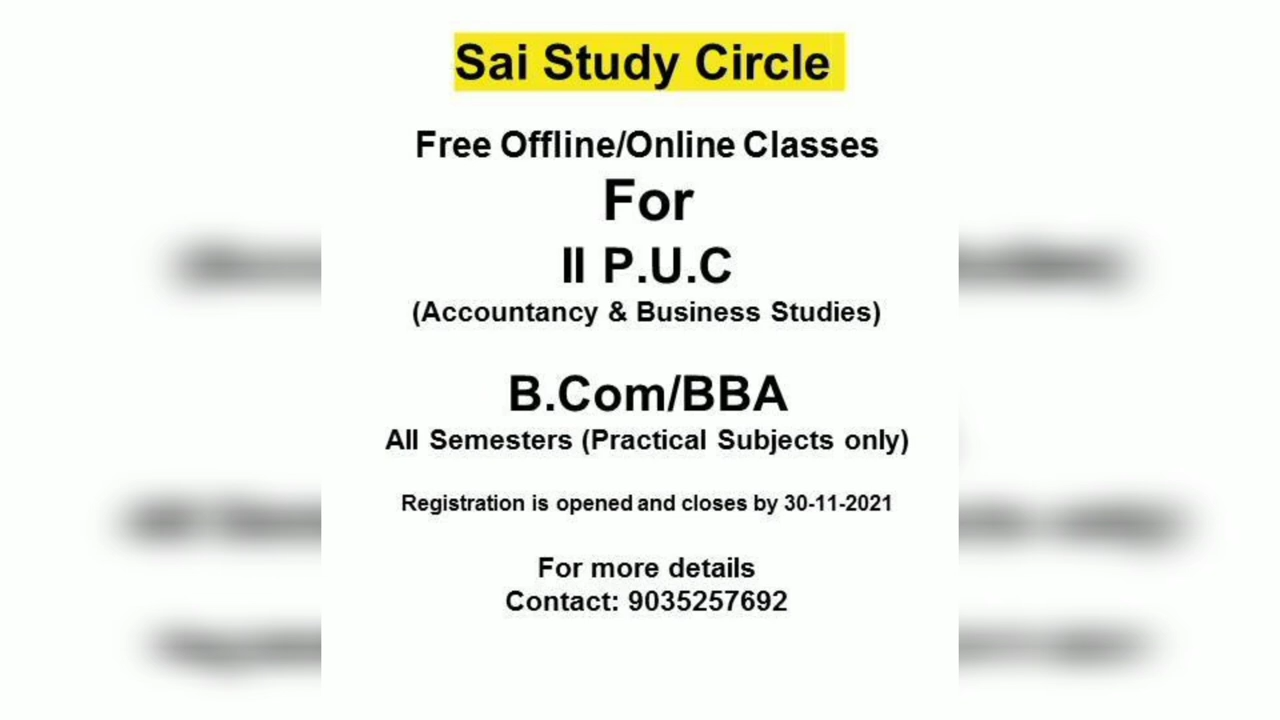 Sai Study Circle
Free Offline/Online Classes
For
II P.U.C
(Accountancy & Business Studies)
B.Com/BBA
All Semesters (Practical Subjects only)
Registration is opened and closes by 30-11-2021
For more details
Contact: 9035257692